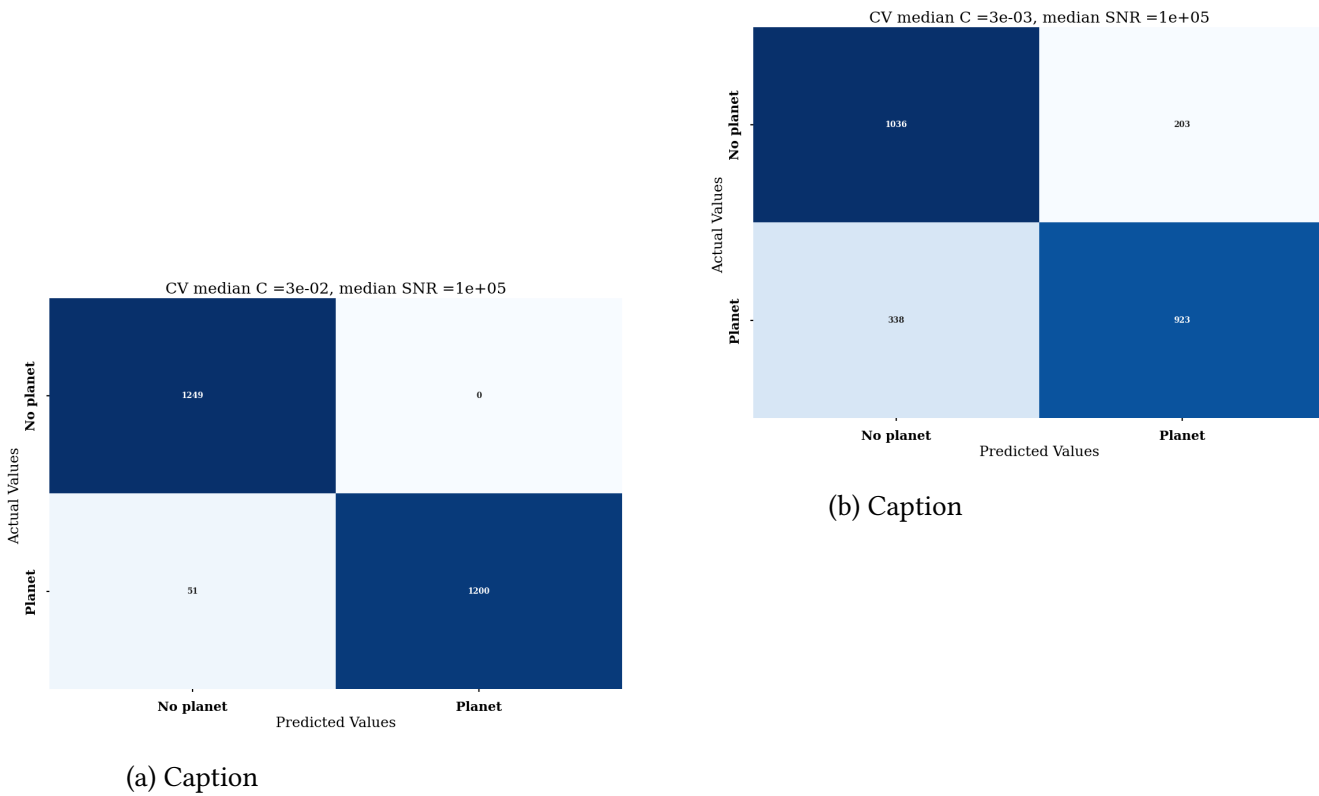 CV median C =3e-02, median SNR =1e+05
Actual Values
No planet
Planet
1249
0
51
1200
No planet
Planet
Predicted Values
(a) Caption
CV median C =3e-03, median SNR =1e+05
Actual Values
No planet
Planet
1036
203
338
923
No planet
Planet
Predicted Values
(b) Caption